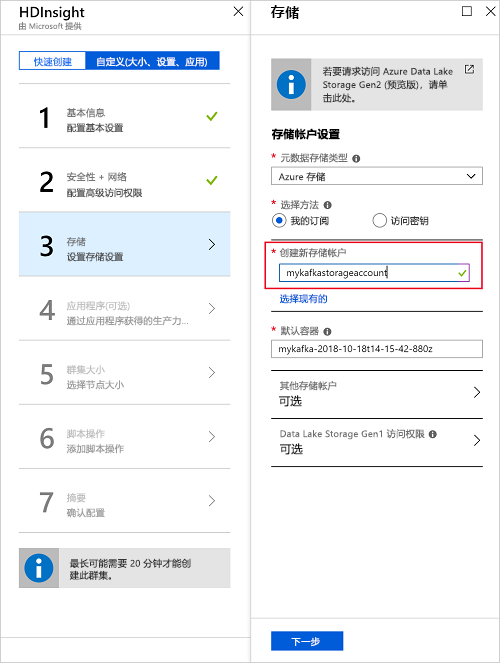 HDInsight
由 Microsoft 提供
快速创建
自定义(大小、设置、应用)
1
基本信息
配置基本设置
2
安全性 + 网络
配置高级访问权限
3
存储
设置存储设置
4
应用程序(可选)
通过应用程序获得的生产力...
5
群集大小
选择节点大小
6
脚本操作
添加脚本操作
7
摘要
确认配置
最长可能需要 20 分钟才能创
建此群集。
存储
若要请求访问 Azure Data Lake
Storage Gen2 (预览版)，请单
击此处。
存储帐户设置
* 元数据存储类型
Azure 存储
* 选择方法
我的订阅
访问密钥
* 创建新存储帐户
mykafkastorageaccount
选择现有的
* 默认容器
mykafka-2018-10-18t14-15-42-880z
其他存储帐户
可选
Data Lake Storage Gen1 访问权限
可选
下一步